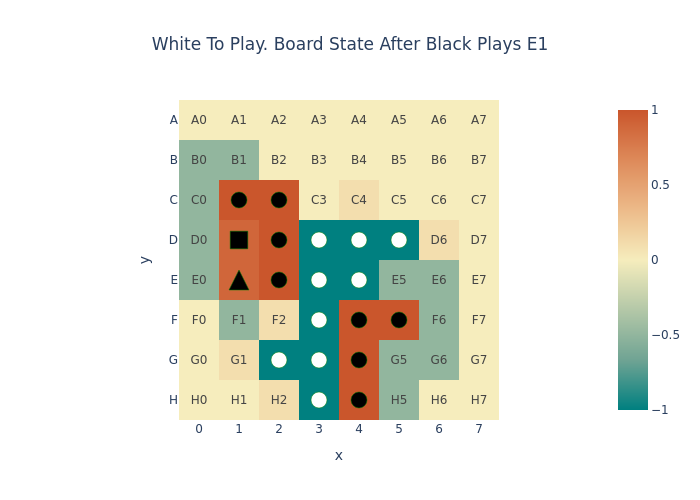 White To Play. Board State After Black Plays E1
A A0 A1 A2 A3 A4 A5 A6 A7
B B0 B1 B2 B3 B4 B5 B6 B7
C C0 C3 C4 C5 C6 C7
D D0 D6 D7
E E0 E5 E6 E7
F F0 F1 F2 F6 F7
G G0 G1 G5 G6 G7
H H0 H1 H2 H5 H6 H7
0 1 2 3 4 5 6 7
x
y
1
0.5
0
−0.5
−1